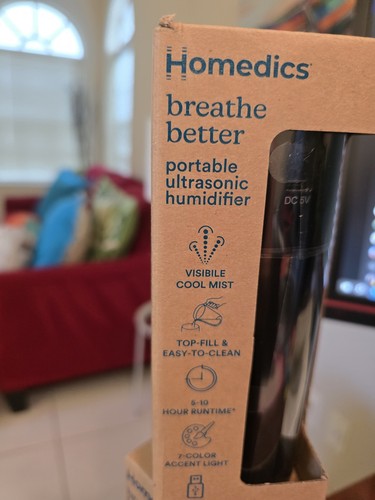 Homedics
breathe
better
portable
ultrasonic
humidifier
DC 5V
VISIBILE
COOL MIST
TOP-FILL &
EASY-TO-CLEAN
5-10
HOUR RUNTIME*
7-COLOR
ACCENT LIGHT